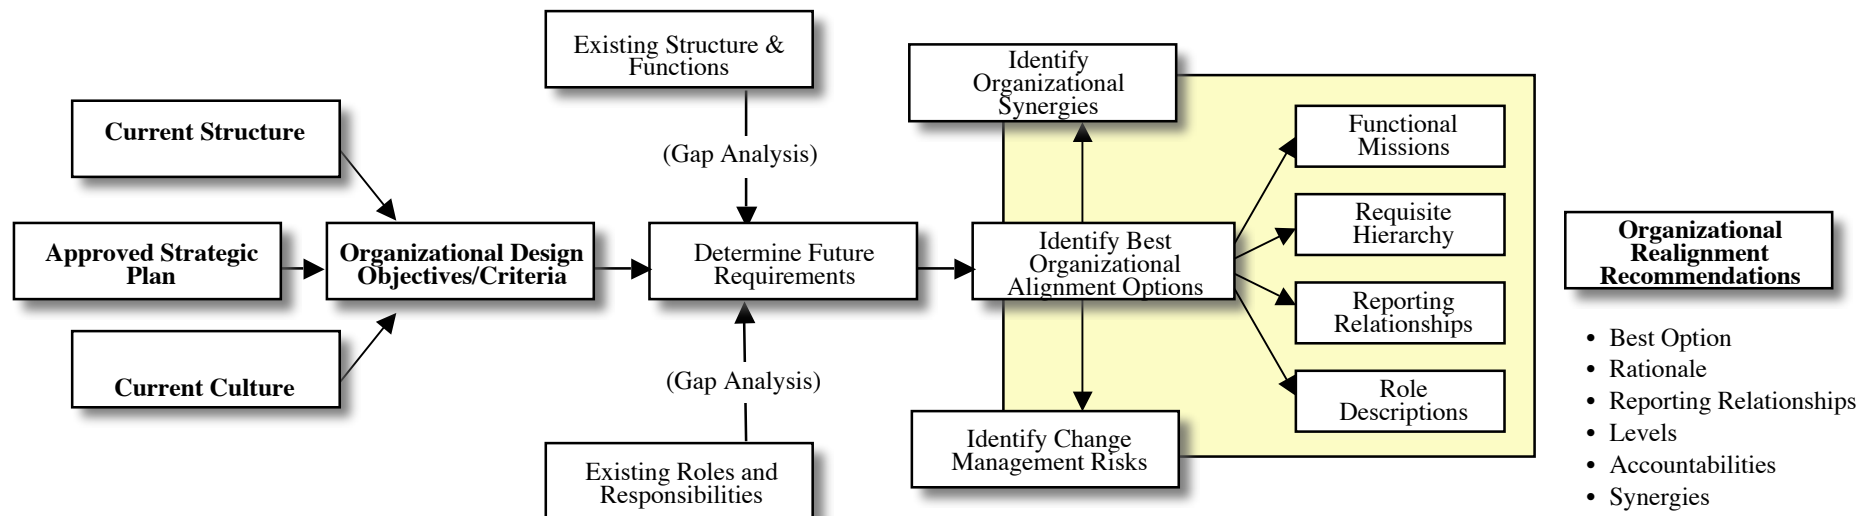 Existing Structure &
Functions
Identify
Organizational
Synergies
Current Structure
(Gap Analysis)
Functional
Missions
Approved Strategic
Plan
Organizational Design
Objectives/Criteria
Determine Future
Requirements
Identify Best
Organizational
Alignment Options
Requisite
Hierarchy
Organizational
Realignment
Recommendations
Reporting
Relationships
Current Culture
(Gap Analysis)
Role
Descriptions
Existing Roles and
Responsibilities
Identify Change
Management Risks
• Best Option
• Rationale
• Reporting Relationships
• Levels
• Accountabilities
• Synergies